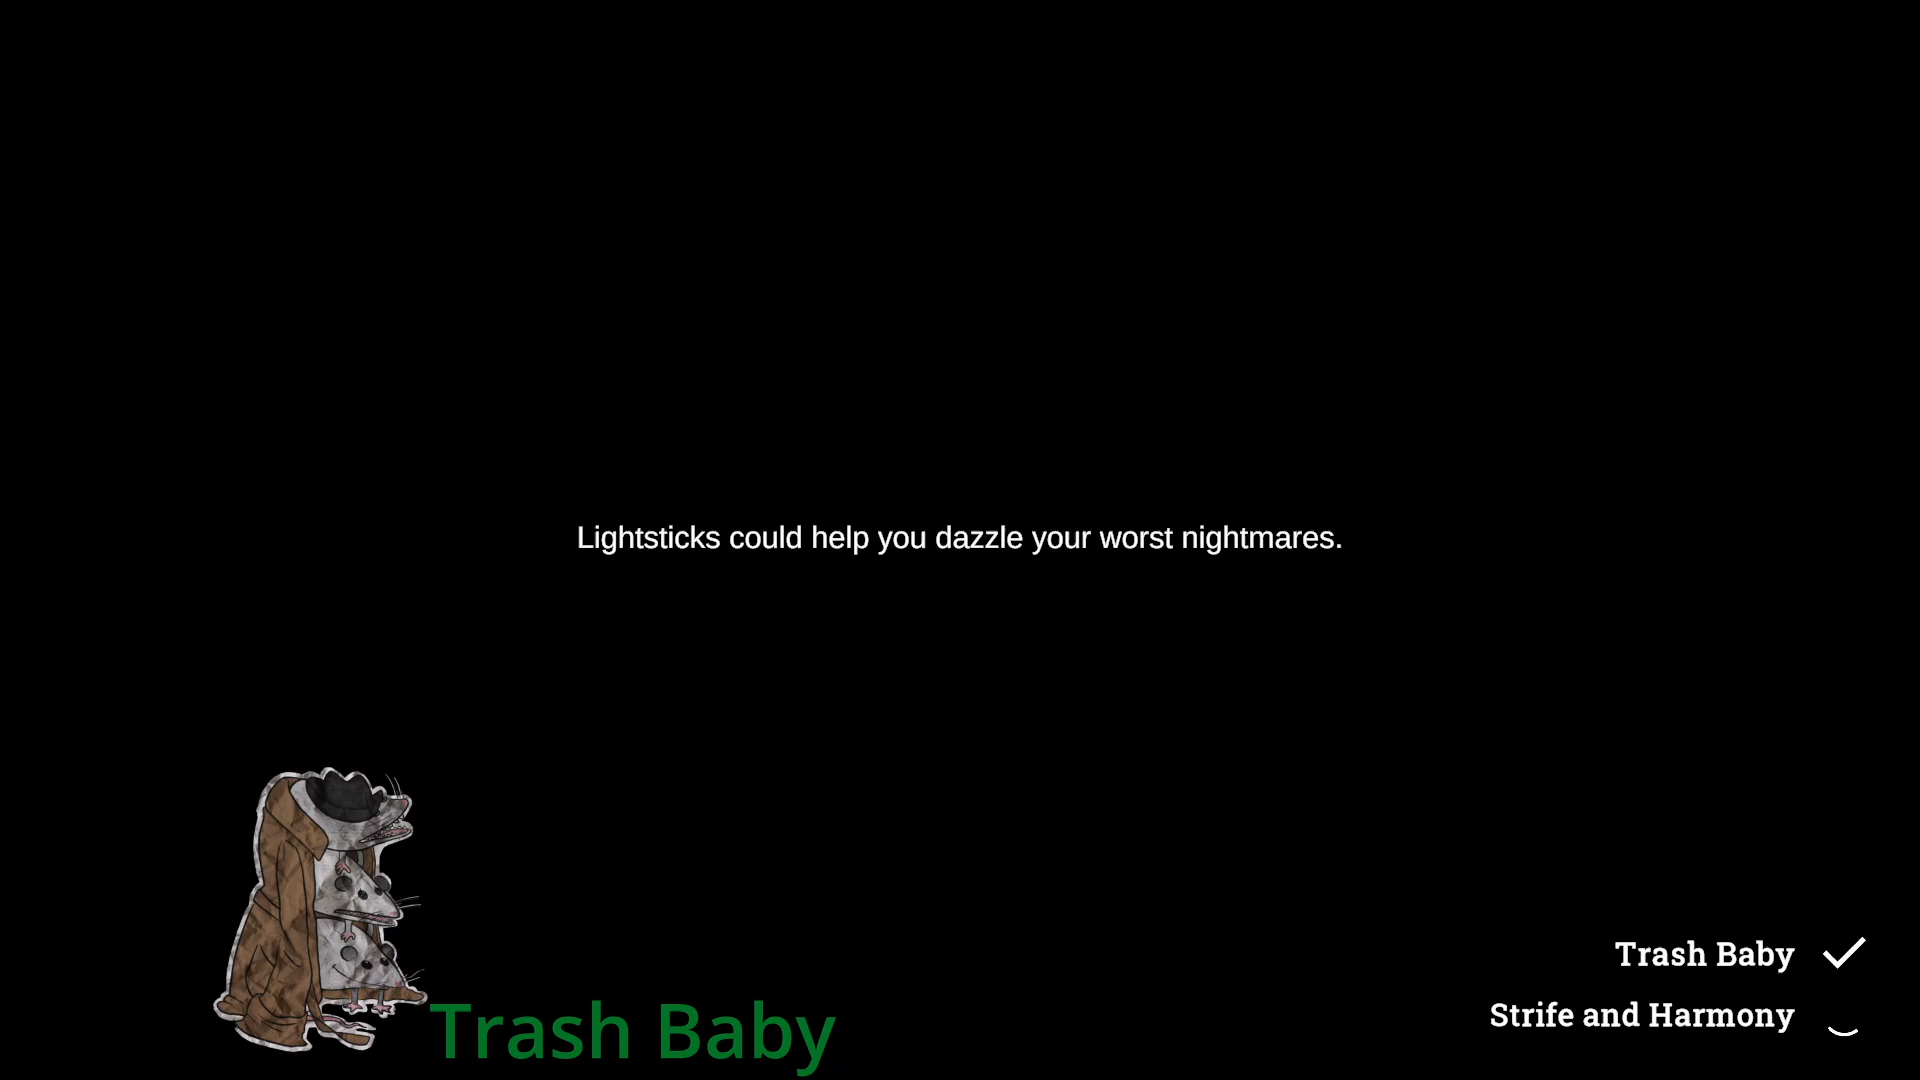 Lightsticks could help you dazzle your worst nightmares.
Trash Baby
Strife and Harmony
Trash Baby